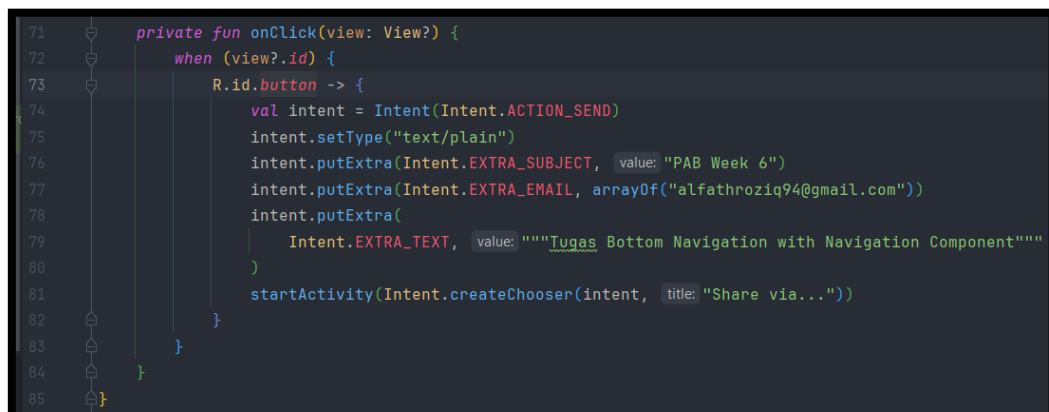 71 private fun onClick(view: View?) {
72 when (view?.id) {
73 R.id.button -> {
74 val intent = Intent(Intent.ACTION_SEND)
75 intent.setType("text/plain")
76 intent.putExtra(Intent.EXTRA_SUBJECT, value: "PAB Week 6")
77 intent.putExtra(Intent.EXTRA_EMAIL, arrayOf("alfathroziq94@gmail.com"))
78 intent.putExtra(
79 Intent.EXTRA_TEXT, value: """Tugas Bottom Navigation with Navigation Component"""
80 )
81 startActivity(Intent.createChooser(intent, title: "Share via..."))
82 }
83 }
84 }
85 }